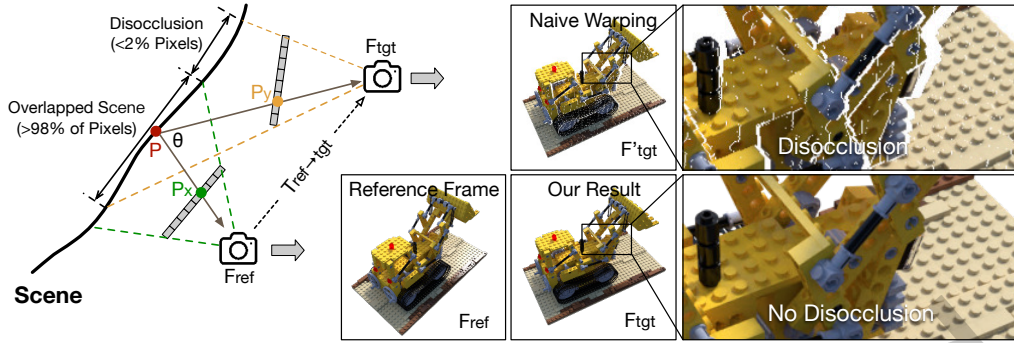 Disocclusion
(<2% Pixels)
Overlapped Scene
(>98% of Pixels)
P
θ
Py
Px
Ftgt
Tref→tgt
Fref
Scene
Naive Warping
F'tgt
Disocclusion
Reference Frame
Fref
Our Result
Ftgt
No Disocclusion